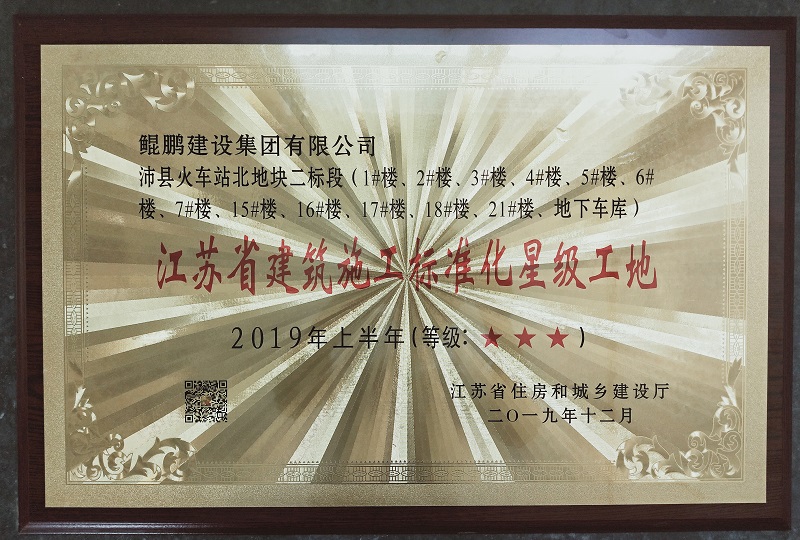 鲲鹏建设集团有限公司
沛县火车站北地块二标段（1#楼、2#楼、3#楼、4#楼、5#楼、6#
楼、7#楼、15#楼、16#楼、17#楼、18#楼、21#楼、地下车库）
江苏省建筑施工标准化星级工地
2019年上半年（等级：★★★）
江苏省住房和城乡建设厅
二〇一九年十二月